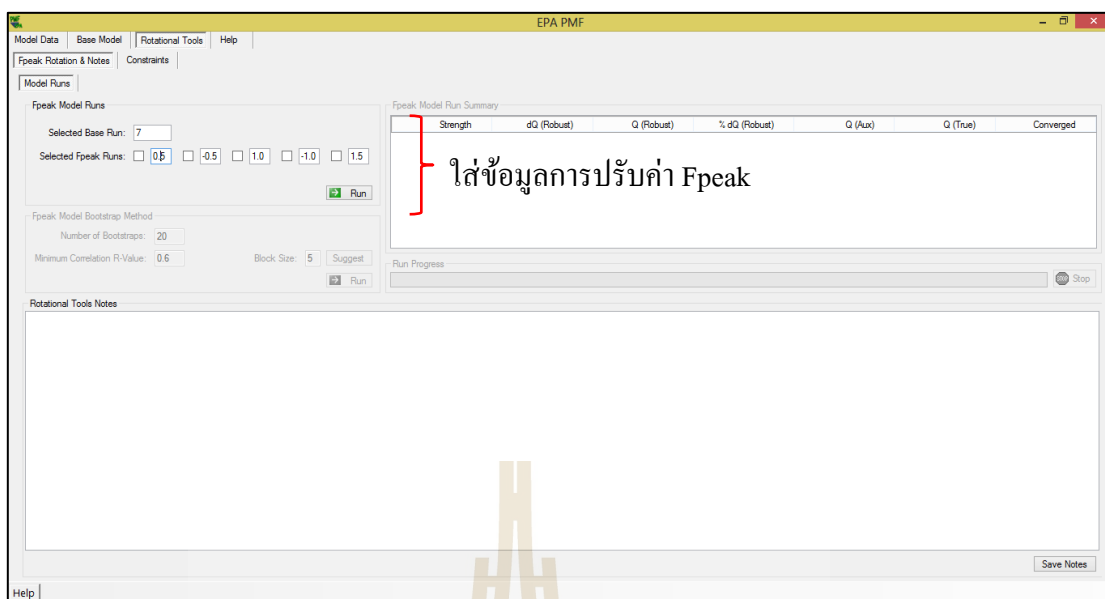 EPA PMF
Model Data Base Model Rotational Tools Help
Fpeak Rotation & Notes Constraints
Model Runs
Fpeak Model Runs
Selected Base Run: 7
Selected Fpeak Runs: 0.5 -0.5 1.0 -1.0 1.5
Run
Fpeak Model Bootstrap Method
Number of Bootstraps: 20
Minimum Correlation R-Value: 0.6 Block Size: 5 Suggest
Run
Fpeak Model Run Summary
Strength dQ (Robust) Q (Robust) % dQ (Robust) Q (Aux) Q (True) Converged
ใส่ข้อมูลการปรับค่า Fpeak
Run Progress
STOP Stop
Rotational Tools Notes
Save Notes
Help